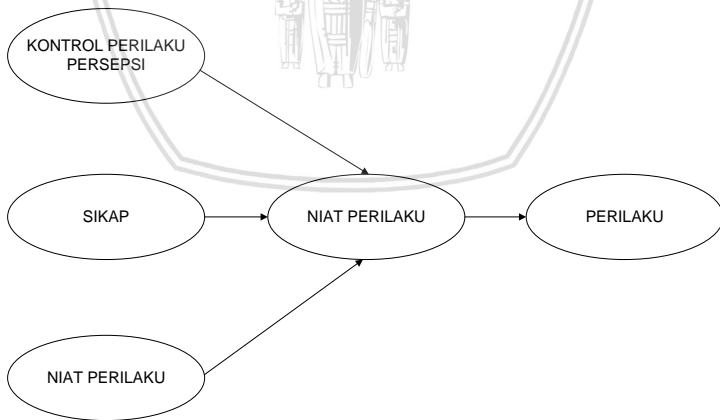 KONTROL PERILAKU
PERSEPSI
SIKAP
NIAT PERILAKU
PERILAKU
NIAT PERILAKU